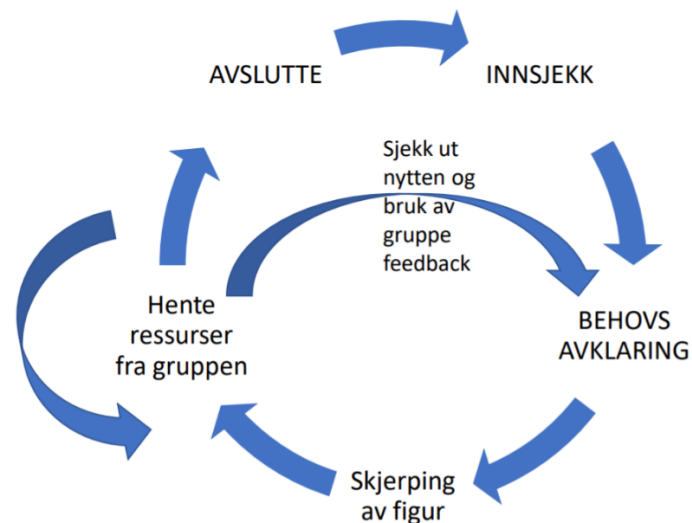 AVSLUTTE
INNSJEKK
Sjekk ut
nytten og
bruk av
gruppe
feedback
Hente
ressurser
fra gruppen
BEHOVS
AVKLARING
Skjerping
av figur